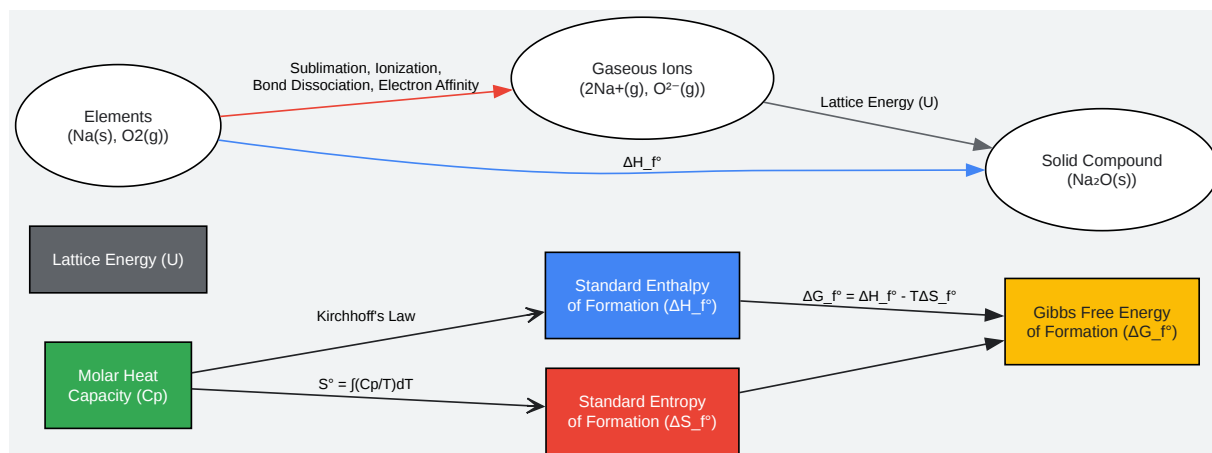 Sublimation, Ionization,
Bond Dissociation, Electron Affinity
Elements
(Na(s), O2(g))
Gaseous Ions
(2Na+(g), O²⁻(g))
Lattice Energy (U)
ΔH_f°
Solid Compound
(Na₂O(s))
Lattice Energy (U)
Molar Heat
Capacity (Cp)
Kirchhoff's Law
S° = ∫(Cp/T)dT
Standard Enthalpy
of Formation (ΔH_f°)
Standard Entropy
of Formation (ΔS_f°)
ΔG_f° = ΔH_f° - TΔS_f°
Gibbs Free Energy
of Formation (ΔG_f°)